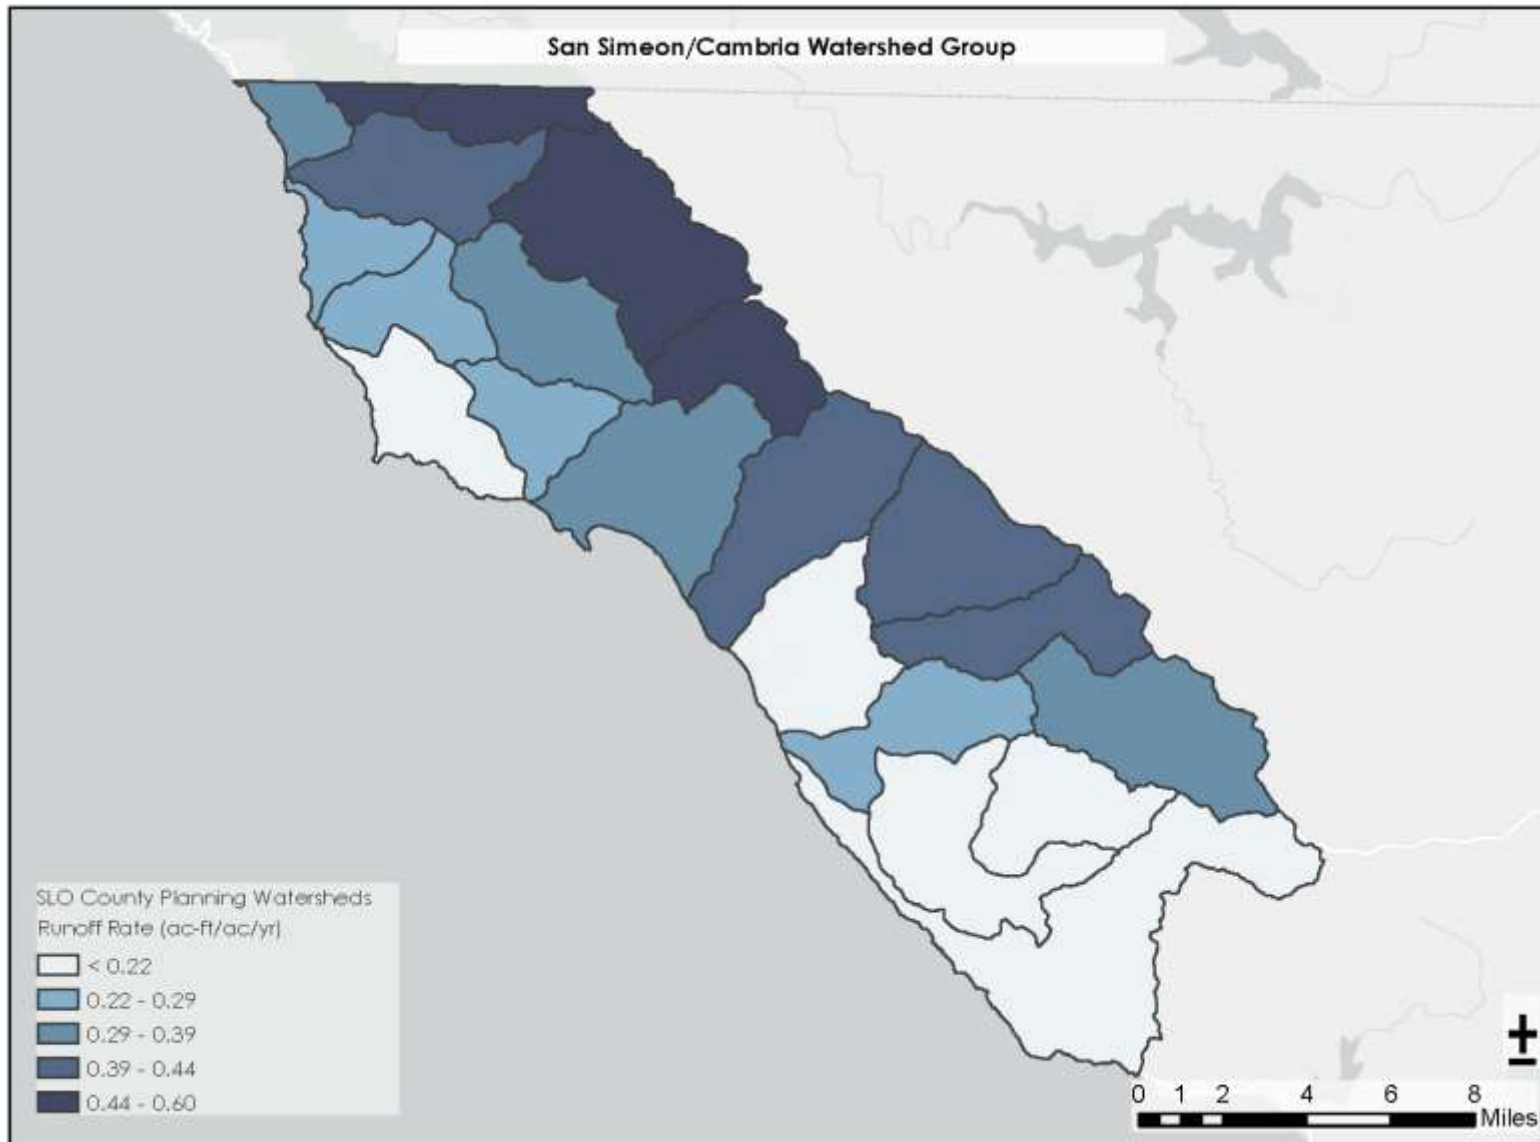 San Simeon/Cambria Watershed Group
SLO County Planning Watersheds
Runoff Rate (ac-ft/ac/yr)
< 0.22
0.22 - 0.29
0.29 - 0.39
0.39 - 0.44
0.44 - 0.60
0 1 2 4 6 8
Miles